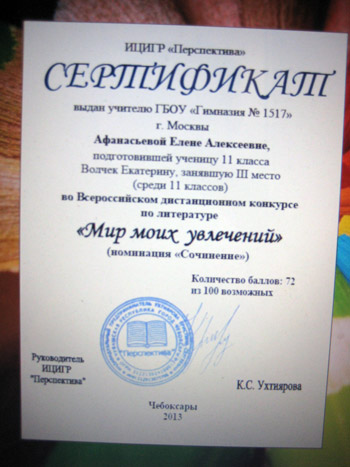 ИЦИГР «Перспектива»
СЕРТИФИКАТ
выдан учителю ГБОУ «Гимназия № 1517»
г. Москвы
Афанасьевой Елене Алексеевне,
подготовившей ученицу 11 класса
Волчек Екатерину, занявшую III место
(среди 11 классов)
во Всероссийском дистанционном конкурсе
по литературе
«Мир моих увлечений»
(номинация «Сочинение»)
Количество баллов: 72
из 100 возможных
"Перспектива"
Руководитель
ИЦИГР
"Перспектива"
К.С. Ухтиярова
Чебоксары
2013